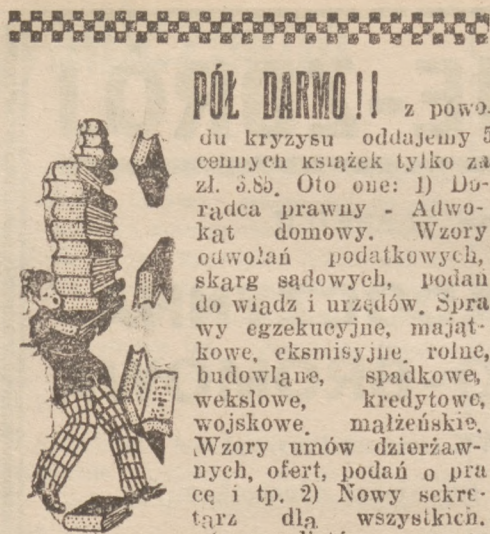 PÓŁ DARMO!! z powo-
du kryzysu oddajemy 5
cennych książek tylko za
zł. 3.85. Oto one: 1) Do-
radca prawny - Adwo-
kat domowy. Wzory
odwołań podatkowych,
skarg sądowych, podań
do władz i urzędów. Spra
wy egzekucyjne, mająt-
kowe, eksmisyjne, rolne,
budowlane, spadkowe,
wekslowe, kredytowe,
wojskowe, małżeńskie.
Wzory umów dzierżaw-
nych, ofert, podań o pra
cę i tp. 2) Nowy sekre-
tarz dla wszystkich.